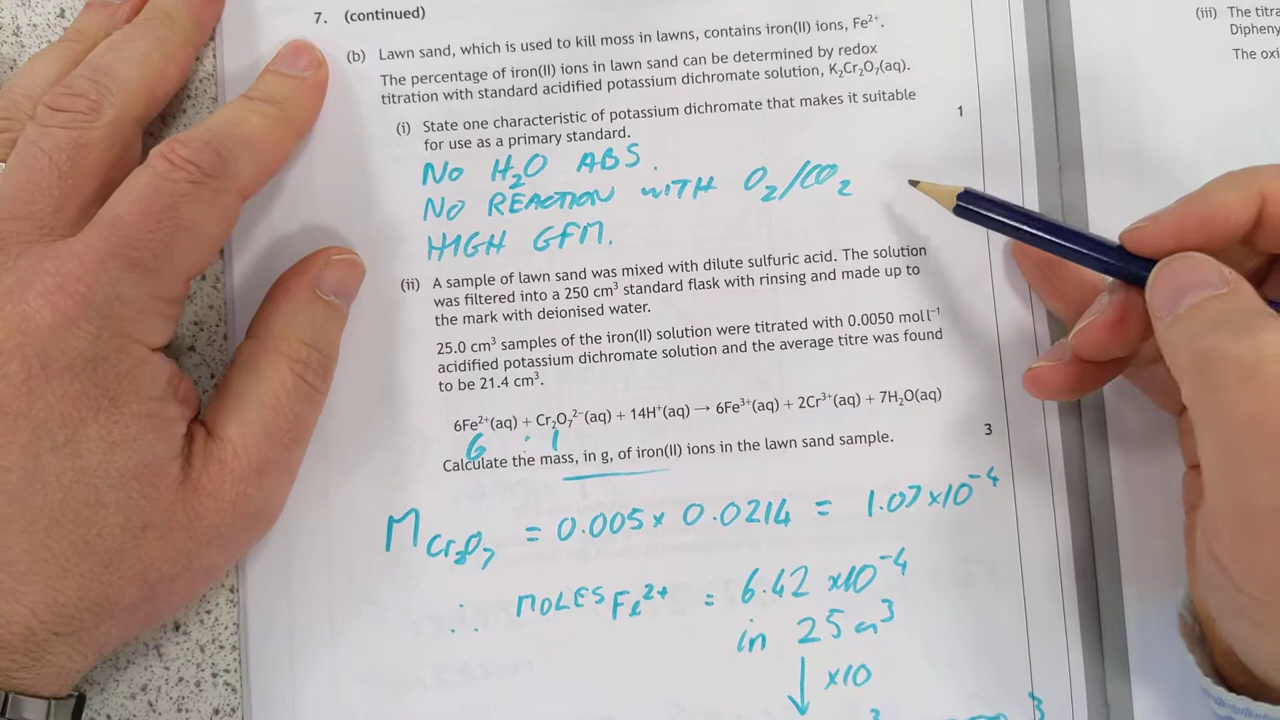 7. (continued)
(b) Lawn sand, which is used to kill moss in lawns, contains iron(II) ions, Fe²⁺.
The percentage of iron(II) ions in lawn sand can be determined by redox
titration with standard acidified potassium dichromate solution, K₂Cr₂O₇(aq).
(i) State one characteristic of potassium dichromate that makes it suitable
for use as a primary standard. 1
NO H₂O ABS.
NO REACTION WITH O₂/CO₂
HIGH GFM.
(ii) A sample of lawn sand was mixed with dilute sulfuric acid. The solution
was filtered into a 250 cm³ standard flask with rinsing and made up to
the mark with deionised water.
25.0 cm³ samples of the iron(II) solution were titrated with 0.0050 mol l⁻¹
acidified potassium dichromate solution and the average titre was found
to be 21.4 cm³.
6Fe²⁺(aq) + Cr₂O₇²⁻(aq) + 14H⁺(aq) → 6Fe³⁺(aq) + 2Cr³⁺(aq) + 7H₂O(aq)
6 : 1
Calculate the mass, in g, of iron(II) ions in the lawn sand sample. 3
M Cr₂O₇ = 0.005 × 0.0214 = 1.07 × 10⁻⁴
∴ MOLES Fe²⁺ = 6.42 × 10⁻⁴
in 25 cm³
↓ ×10
(iii) The titra
Dipheny
The oxi